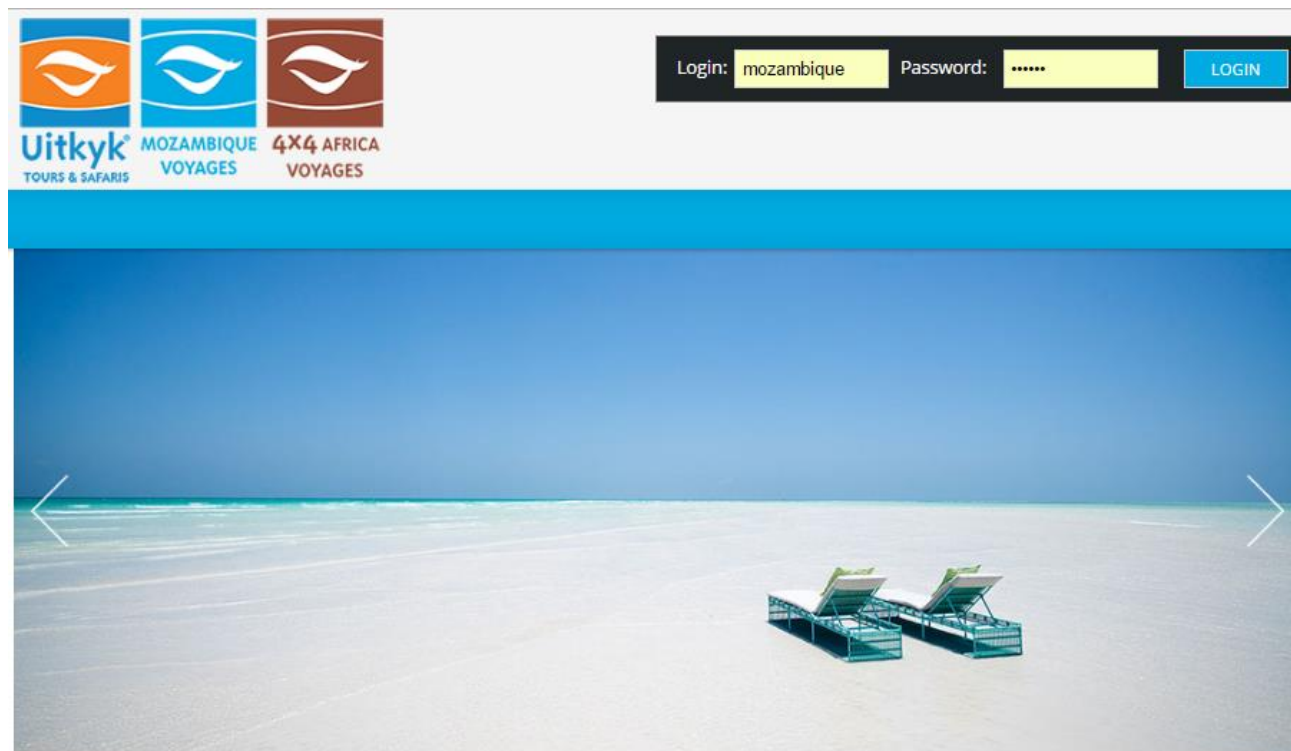 Login: mozambique Password: •••••• LOGIN
Uitkyk®
TOURS & SAFARIS
MOZAMBIQUE
VOYAGES
4X4 AFRICA
VOYAGES